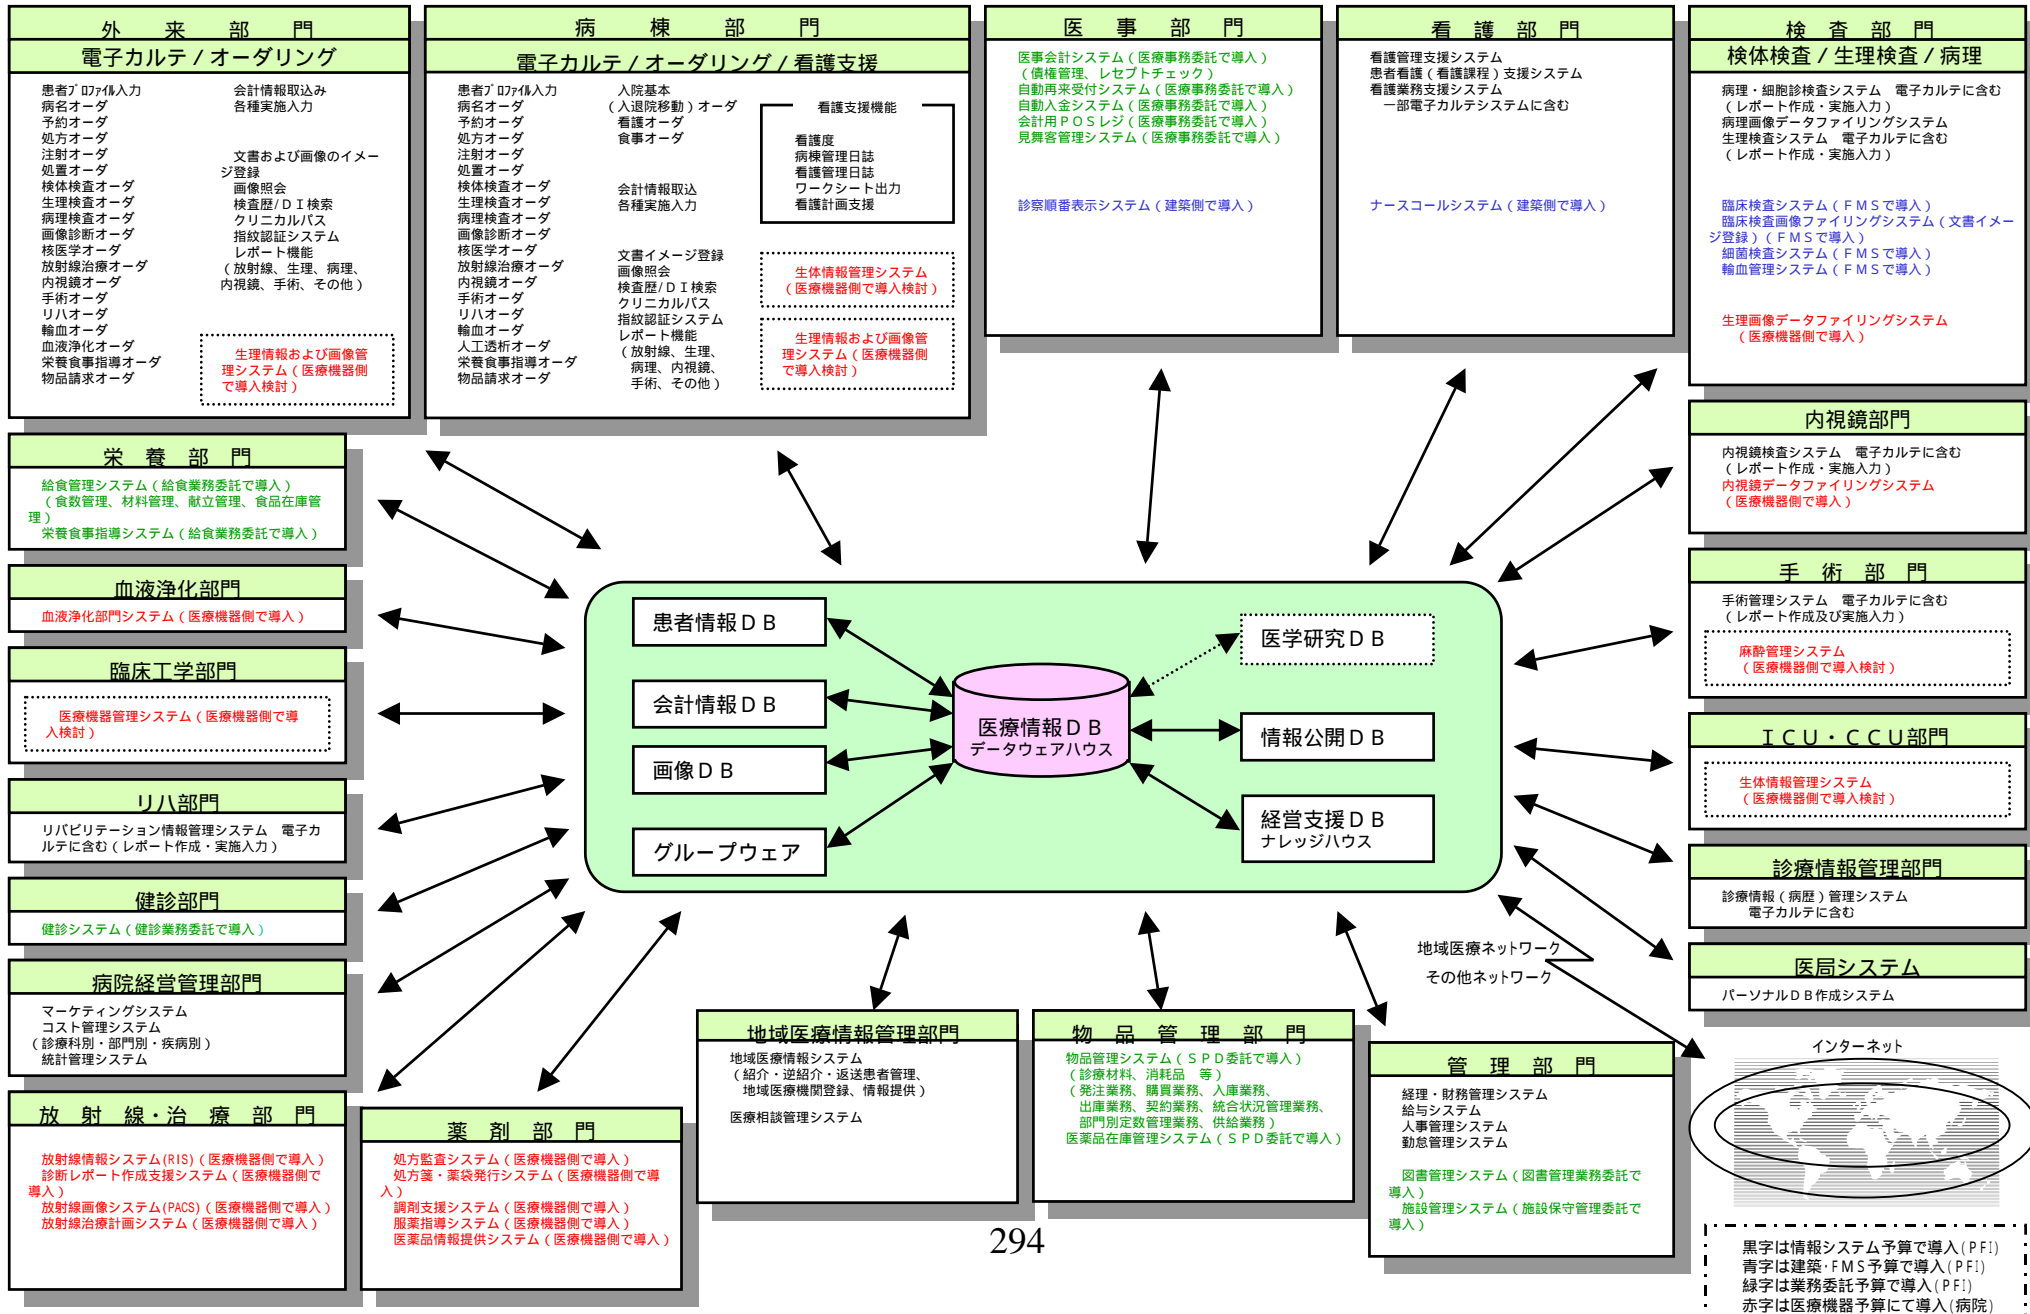 外　来　部　門
電子カルテ / オーダリング
患者ﾌﾟﾛﾌｧｲﾙ入力
病名オーダ
予約オーダ
処方オーダ
注射オーダ
処置オーダ
検体検査オーダ
生理検査オーダ
病理検査オーダ
画像診断オーダ
核医学オーダ
放射線治療オーダ
内視鏡オーダ
手術オーダ
リハオーダ
輸血オーダ
血液浄化オーダ
栄養食事指導オーダ
物品請求オーダ
会計情報取込み
各種実施入力
文書および画像のイメー
ジ登録
画像照会
検査歴/ＤＩ検索
クリニカルパス
指紋認証システム
レポート機能
（放射線、生理、病理、
内視鏡、手術、その他）
生理情報および画像管
理システム（医療機器側
で導入検討）
病　棟　部　門
電子カルテ / オーダリング / 看護支援
患者ﾌﾟﾛﾌｧｲﾙ入力
病名オーダ
予約オーダ
処方オーダ
注射オーダ
処置オーダ
検体検査オーダ
生理検査オーダ
病理検査オーダ
画像診断オーダ
核医学オーダ
放射線治療オーダ
内視鏡オーダ
手術オーダ
リハオーダ
輸血オーダ
人工透析オーダ
栄養食事指導オーダ
物品請求オーダ
入院基本
（入退院移動）オーダ
看護オーダ
食事オーダ
会計情報取込
各種実施入力
文書イメージ登録
画像照会
検査歴/ＤＩ検索
クリニカルパス
指紋認証システム
レポート機能
（放射線、生理、
病理、内視鏡、
手術、その他）
看護支援機能
看護度
病棟管理日誌
看護管理日誌
ワークシート出力
看護計画支援
生体情報管理システム
（医療機器側で導入検討）
生理情報および画像管
理システム（医療機器側
で導入検討）
医　事　部　門
医事会計システム（医療事務委託で導入）
（債権管理、レセプトチェック）
自動再来受付システム（医療事務委託で導入）
自動入金システム（医療事務委託で導入）
会計用ＰＯＳレジ（医療事務委託で導入）
見舞客管理システム（医療事務委託で導入）
診察順番表示システム（建築側で導入）
看　護　部　門
看護管理支援システム
患者看護（看護課程）支援システム
看護業務支援システム
一部電子カルテシステムに含む
ナースコールシステム（建築側で導入）
検　査　部　門
検体検査 / 生理検査 / 病理
病理・細胞診検査システム　電子カルテに含む
（レポート作成・実施入力）
病理画像データファイリングシステム
生理検査システム　電子カルテに含む
（レポート作成・実施入力）
臨床検査システム（ＦＭＳで導入）
臨床検査画像ファイリングシステム（文書イメー
ジ登録）（ＦＭＳで導入）
細菌検査システム（ＦＭＳで導入）
輸血管理システム（ＦＭＳで導入）
生理画像データファイリングシステム
（医療機器側で導入）
栄　養　部　門
給食管理システム（給食業務委託で導入）
（食数管理、材料管理、献立管理、食品在庫管
理）
栄養食事指導システム（給食業務委託で導入）
血液浄化部門
血液浄化部門システム（医療機器側で導入）
臨床工学部門
医療機器管理システム（医療機器側で導
入検討）
リハ部門
リバビリテーション情報管理システム　電子カ
ルテに含む（レポート作成・実施入力）
健診部門
健診システム（健診業務委託で導入）
病院経営管理部門
マーケティングシステム
コスト管理システム
（診療科別・部門別・疾病別）
統計管理システム
放　射　線・治　療　部　門
放射線情報システム(RIS)（医療機器側で導入）
診断レポート作成支援システム（医療機器側で
導入）
放射線画像システム(PACS)（医療機器側で導入）
放射線治療計画システム（医療機器側で導入）
薬　剤　部　門
処方監査システム（医療機器側で導入）
処方箋・薬袋発行システム（医療機器側で導
入）
調剤支援システム（医療機器側で導入）
服薬指導システム（医療機器側で導入）
医薬品情報提供システム（医療機器側で導入）
患者情報ＤＢ
会計情報ＤＢ
画像ＤＢ
グループウェア
医療情報ＤＢ
データウェアハウス
医学研究ＤＢ
情報公開ＤＢ
経営支援ＤＢ
ナレッジハウス
地域医療情報管理部門
地域医療情報システム
（紹介・逆紹介・返送患者管理、
地域医療機関登録、情報提供）
医療相談管理システム
物　品　管　理　部　門
物品管理システム（ＳＰＤ委託で導入）
（診療材料、消耗品　等）
（発注業務、購買業務、入庫業務、
出庫業務、契約業務、統合状況管理業務、
部門別定数管理業務、供給業務）
医薬品在庫管理システム（ＳＰＤ委託で導入）
管　理　部　門
経理・財務管理システム
給与システム
人事管理システム
勤怠管理システム
図書管理システム（図書管理業務委託で
導入）
施設管理システム（施設保守管理委託で
導入）
内視鏡部門
内視鏡検査システム　電子カルテに含む
（レポート作成・実施入力）
内視鏡データファイリングシステム
（医療機器側で導入）
手　術　部　門
手術管理システム　電子カルテに含む
（レポート作成及び実施入力）
麻酔管理システム
（医療機器側で導入検討）
ＩＣＵ・ＣＣＵ部門
生体情報管理システム
（医療機器側で導入検討）
診療情報管理部門
診療情報（病歴）管理システム
電子カルテに含む
医局システム
パーソナルＤＢ作成システム
地域医療ネットワーク
その他ネットワーク
インターネット
黒字は情報システム予算で導入(PFI)
青字は建築･FMS予算で導入(PFI)
緑字は業務委託予算で導入(PFI)
赤字は医療機器予算にて導入(病院)
294